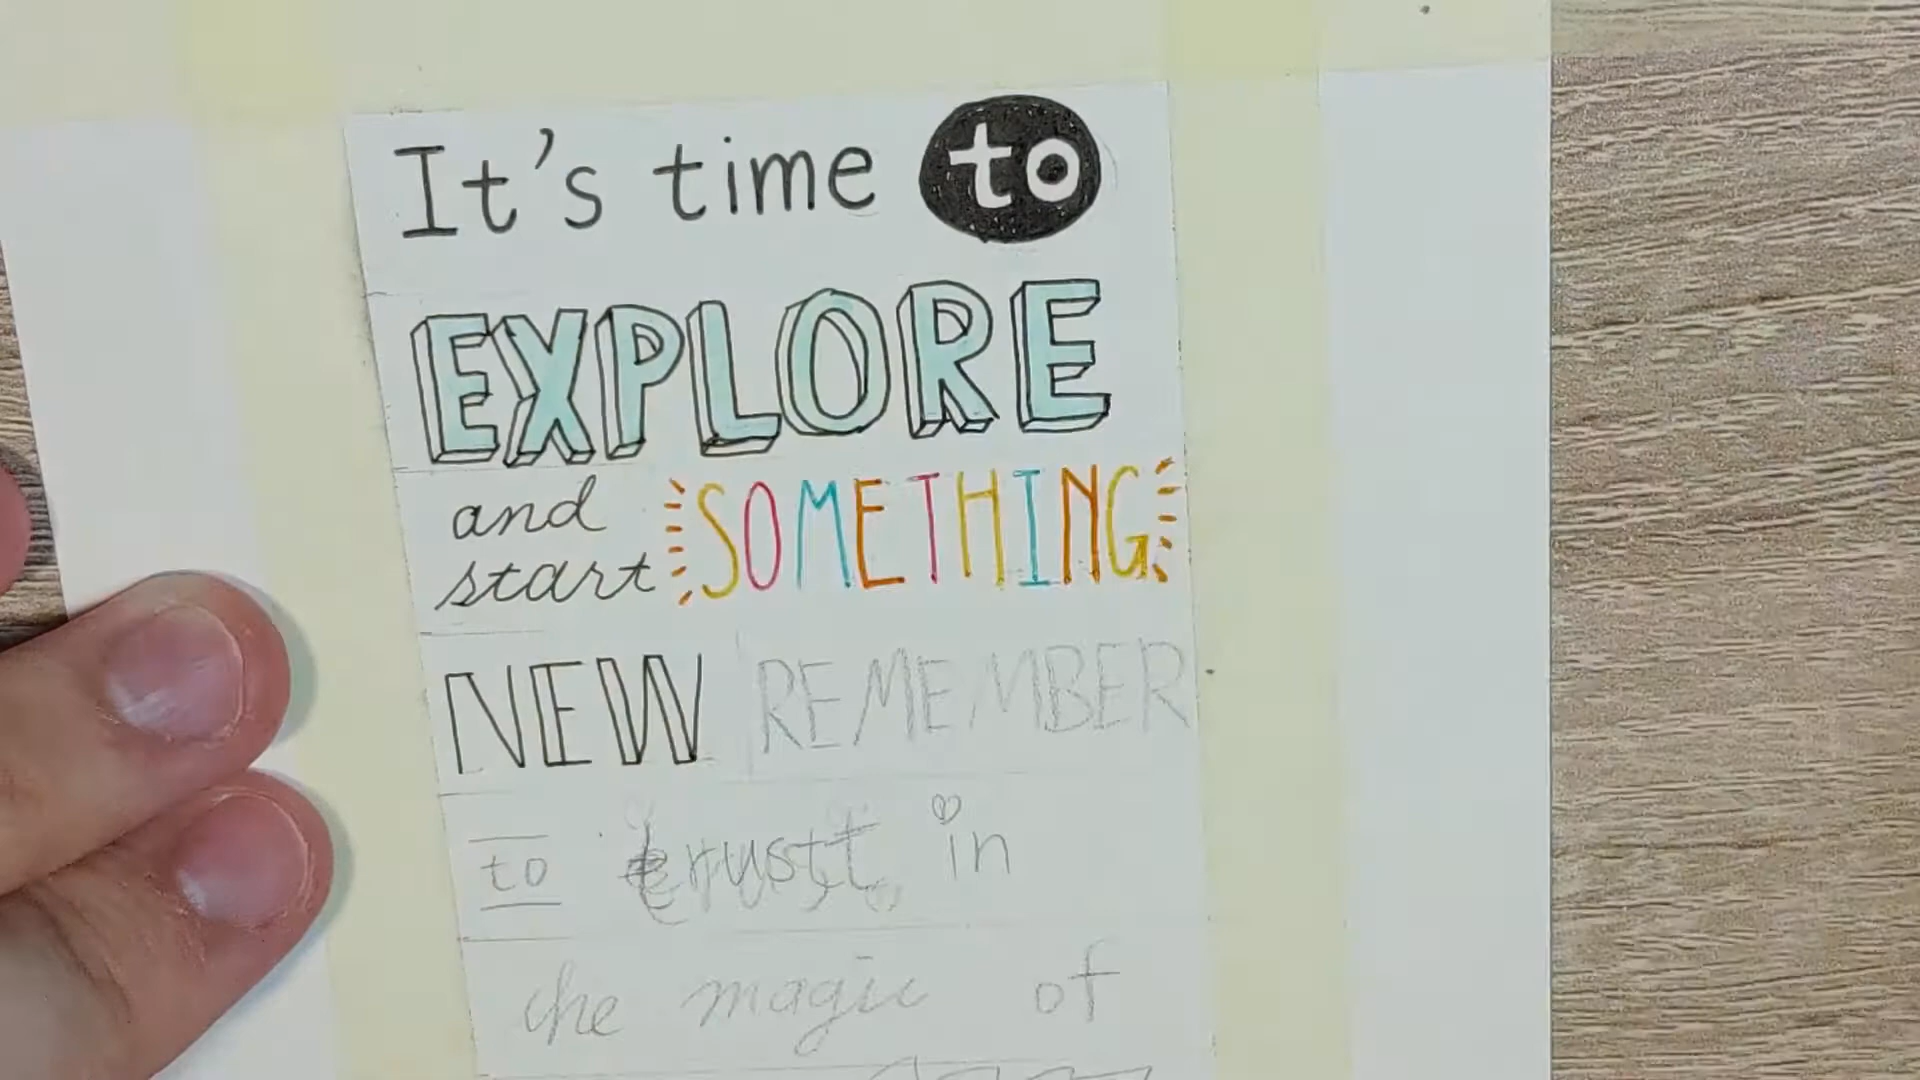 It's time to
EXPLORE
and start SOMETHING
NEW REMEMBER
to trust in
the magic of